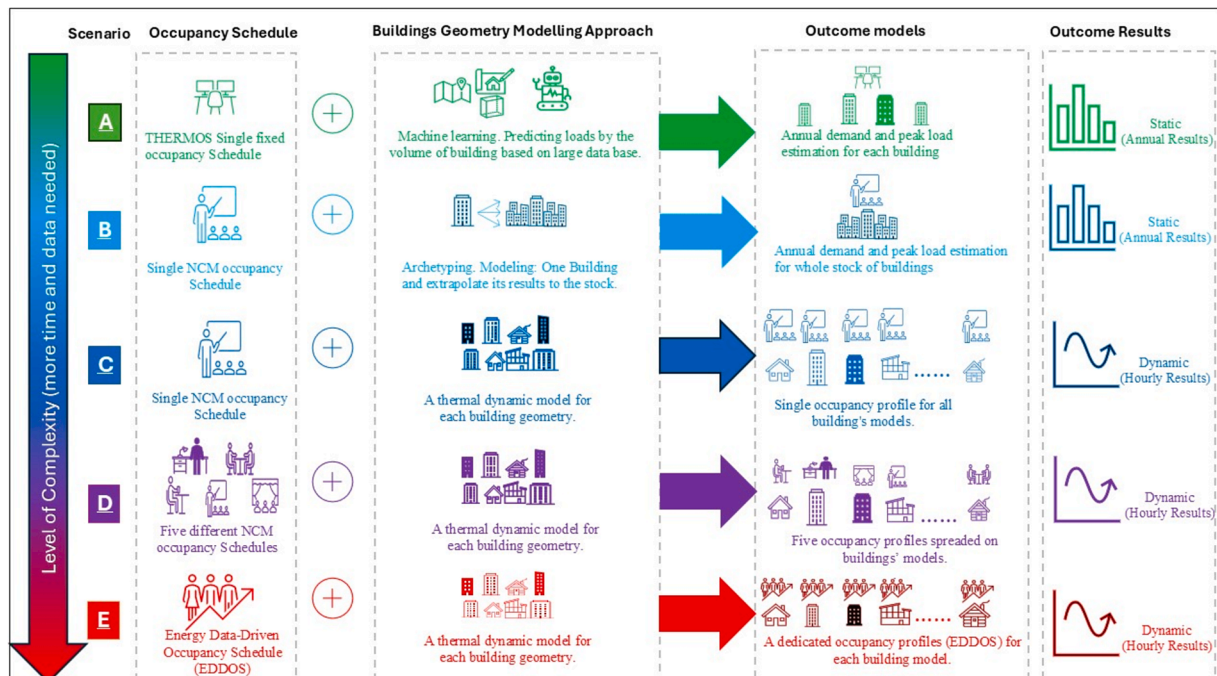 Scenario
Occupancy Schedule
Buildings Geometry Modelling Approach
Outcome models
Outcome Results
Level of Complexity (more time and data needed)
A
THERMOS Single fixed
occupancy Schedule
Machine learning. Predicting loads by the
volume of building based on large data base.
Annual demand and peak load
estimation for each building
Static
(Annual Results)
B
Single NCM occupancy
Schedule
Archetyping. Modeling: One Building
and extrapolate its results to the stock.
Annual demand and peak load estimation
for whole stock of buildings
Static
(Annual Results)
C
Single NCM occupancy
Schedule
A thermal dynamic model for
each building geometry.
......
Single occupancy profile for all
building's models.
Dynamic
(Hourly Results)
D
Five different NCM
occupancy Schedules
A thermal dynamic model for
each building geometry.
......
Five occupancy profiles spreaded on
buildings' models.
Dynamic
(Hourly Results)
E
Energy Data-Driven
Occupancy Schedule
(EDDOS)
A thermal dynamic model for
each building geometry.
......
A dedicated occupancy profiles (EDDOS) for
each building model.
Dynamic
(Hourly Results)